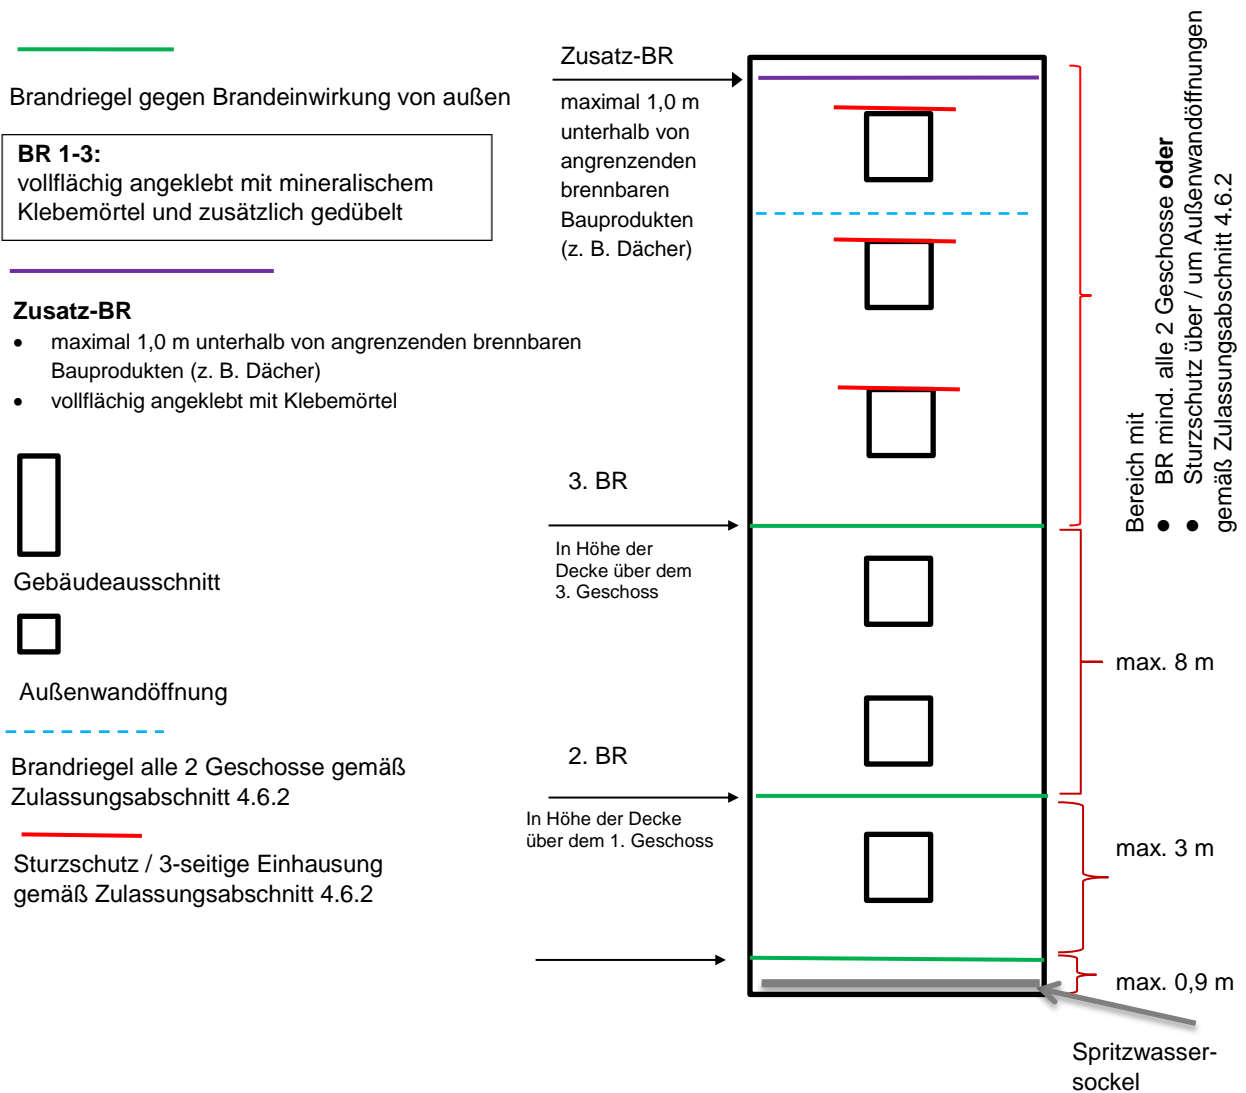 Brandriegel gegen Brandeinwirkung von außen
BR 1-3:
vollflächig angeklebt mit mineralischem
Klebemörtel und zusätzlich gedübelt
Zusatz-BR
• maximal 1,0 m unterhalb von angrenzenden brennbaren
Bauprodukten (z. B. Dächer)
• vollflächig angeklebt mit Klebemörtel
Gebäudeausschnitt
Außenwandöffnung
Brandriegel alle 2 Geschosse gemäß
Zulassungsabschnitt 4.6.2
Sturzschutz / 3-seitige Einhausung
gemäß Zulassungsabschnitt 4.6.2
Zusatz-BR
maximal 1,0 m
unterhalb von
angrenzenden
brennbaren
Bauprodukten
(z. B. Dächer)
3. BR
In Höhe der
Decke über dem
3. Geschoss
2. BR
In Höhe der Decke
über dem 1. Geschoss
Bereich mit
● BR mind. alle 2 Geschosse oder
● Sturzschutz über / um Außenwandöffnungen
gemäß Zulassungsabschnitt 4.6.2
max. 8 m
max. 3 m
max. 0,9 m
Spritzwasser-
sockel